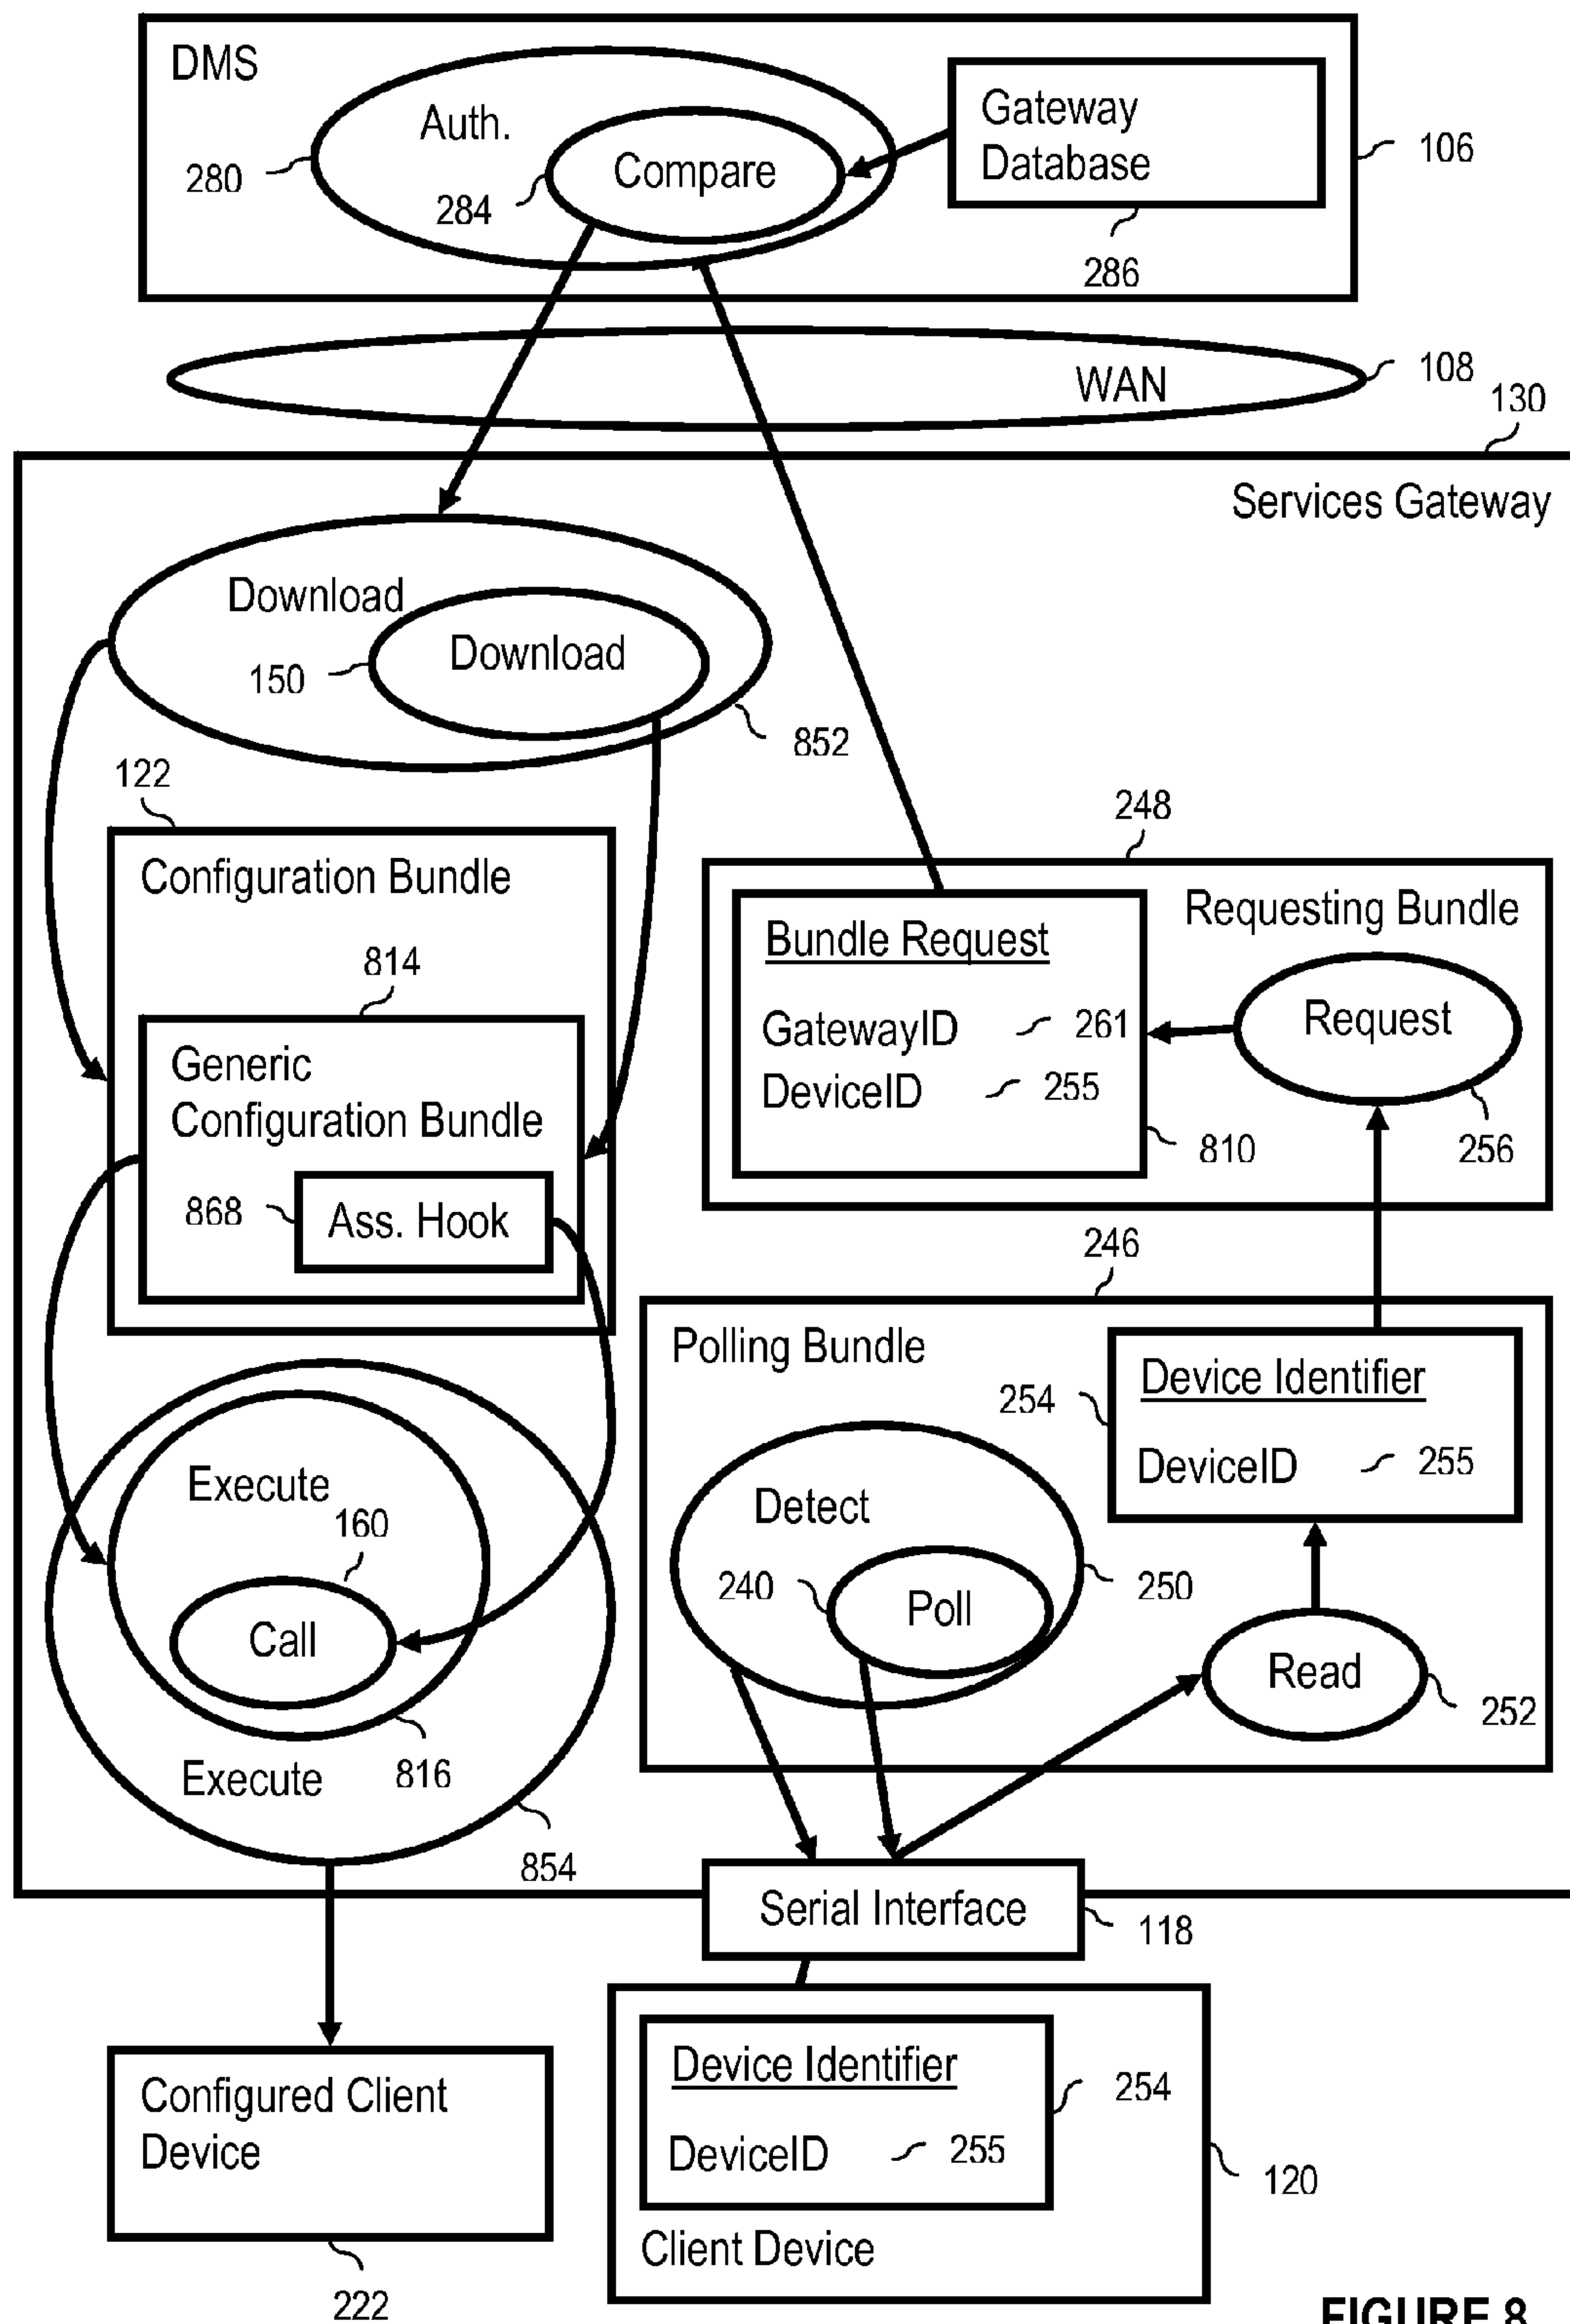 DMS
Auth.
Compare
Gateway
Database
106
280
284
286
WAN
108
130
Services Gateway
Download
Download
150
852
122
248
Configuration Bundle
Requesting Bundle
814
Bundle Request
Generic
Configuration Bundle
GatewayID 261
DeviceID 255
Request
810
256
868
Ass. Hook
246
Polling Bundle
Device Identifier
254
DeviceID 255
Execute
160
Detect
240
Poll
250
Call
Read
252
816
Execute
854
Serial Interface
118
Configured Client
Device
Device Identifier
254
DeviceID 255
120
Client Device
222
FIGURE 8